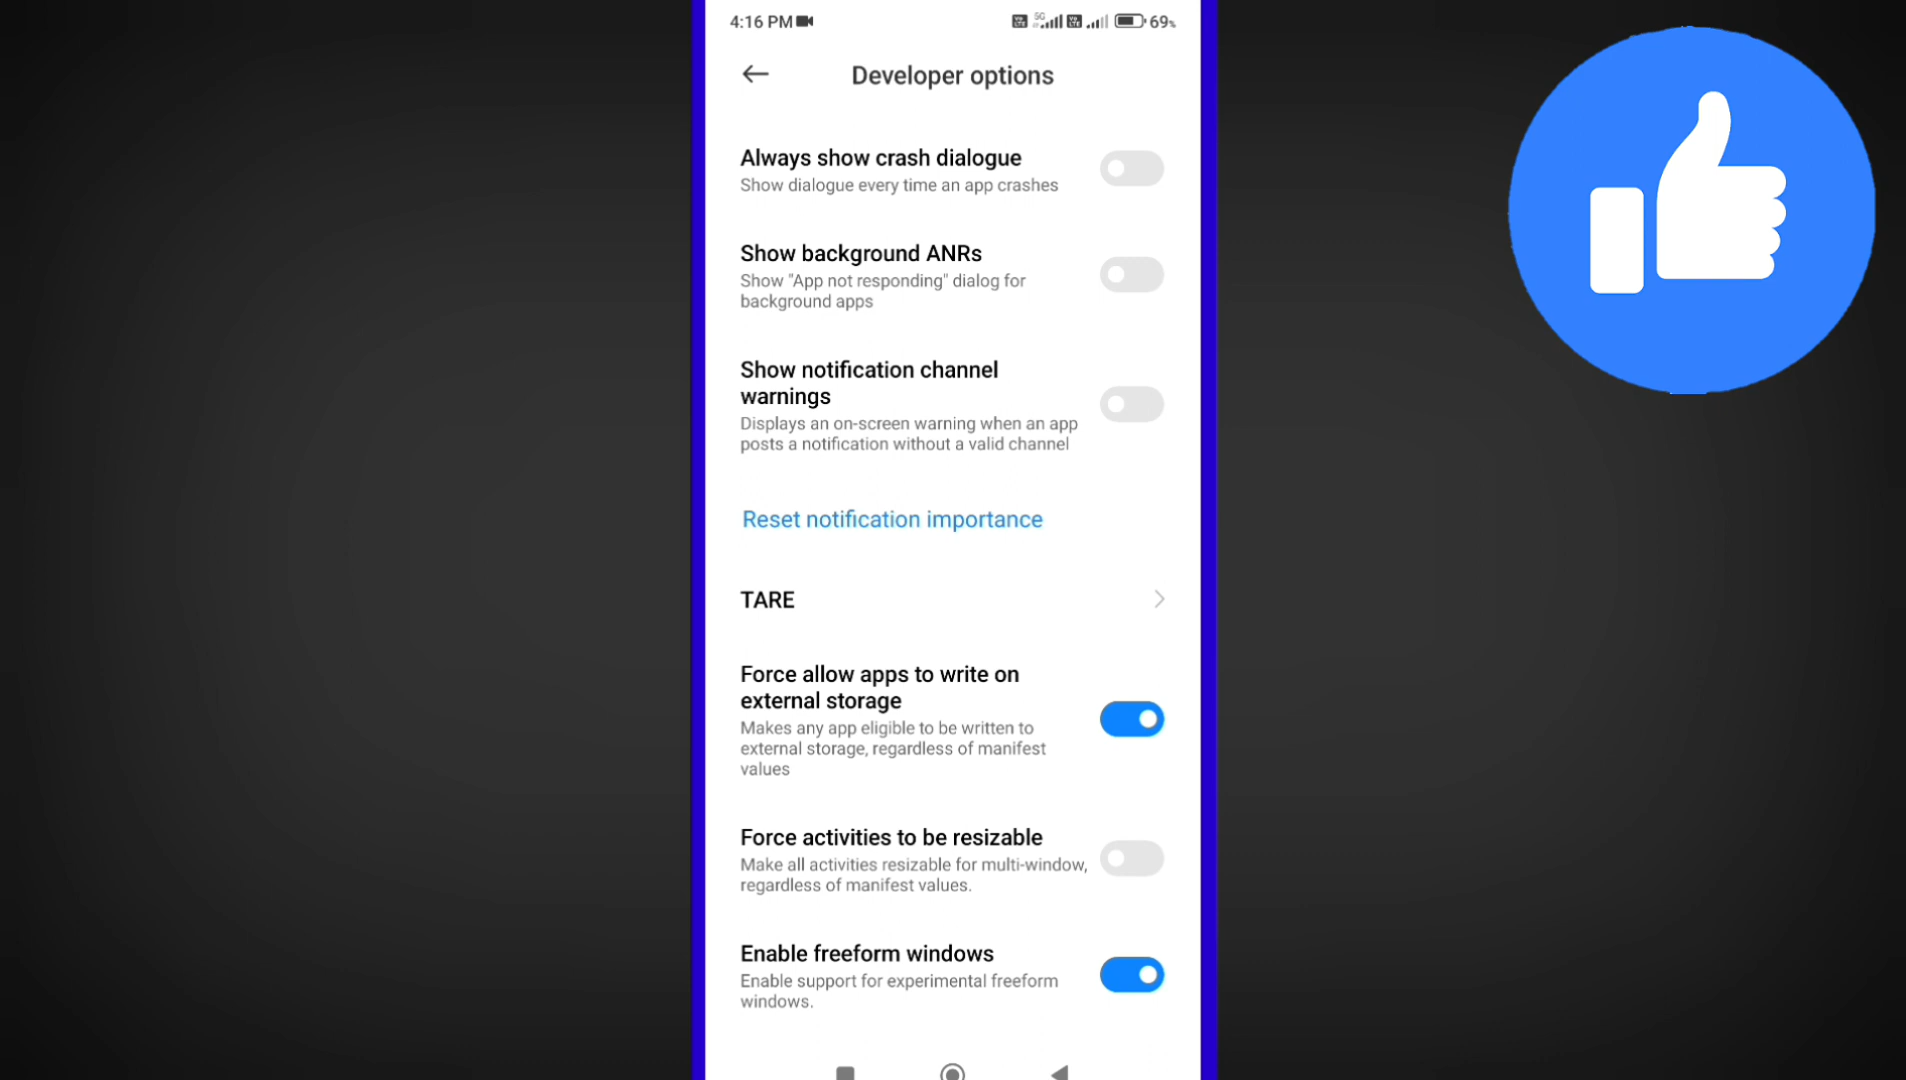 4:16 PM 5G 69%
Developer options
Always show crash dialogue
Show dialogue every time an app crashes
Show background ANRs
Show "App not responding" dialog for
background apps
Show notification channel
warnings
Displays an on-screen warning when an app
posts a notification without a valid channel
Reset notification importance
TARE
Force allow apps to write on
external storage
Makes any app eligible to be written to
external storage, regardless of manifest
values
Force activities to be resizable
Make all activities resizable for multi-window,
regardless of manifest values.
Enable freeform windows
Enable support for experimental freeform
windows.